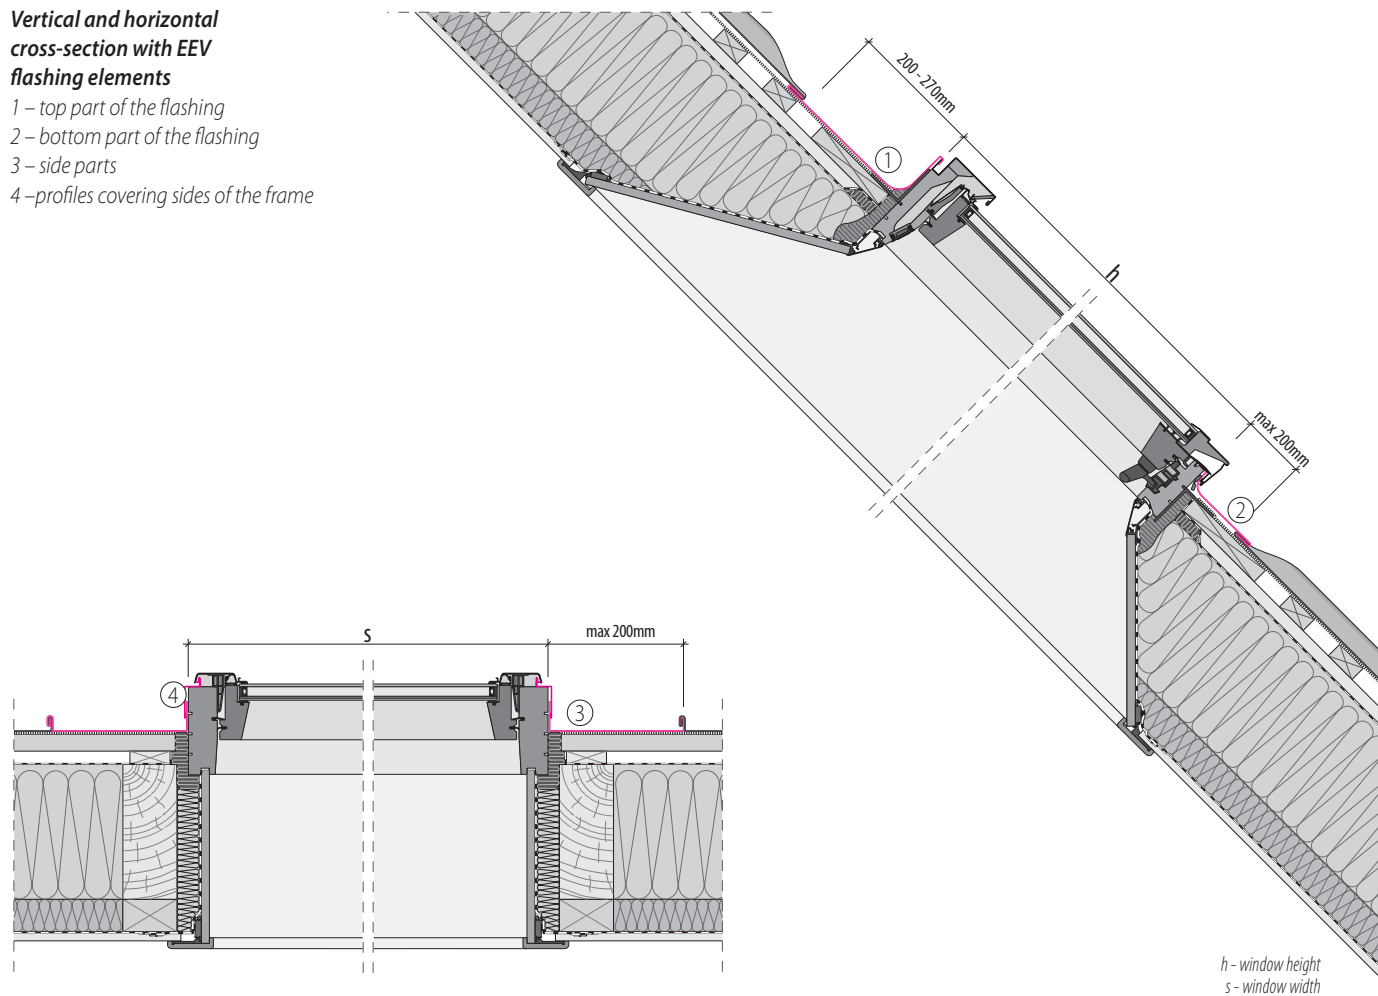 Vertical and horizontal
cross-section with EEV
flashing elements
1 – top part of the flashing
2 – bottom part of the flashing
3 – side parts
4 –profiles covering sides of the frame
200 - 270mm
1
h
max 200mm
2
s
max 200mm
4
3
h - window height
s - window width